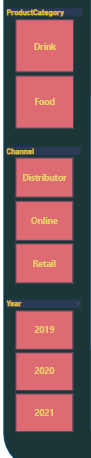 ProductCategory
Drink
Food
Channel
Distributor
Online
Retail
Year
2019
2020
2021